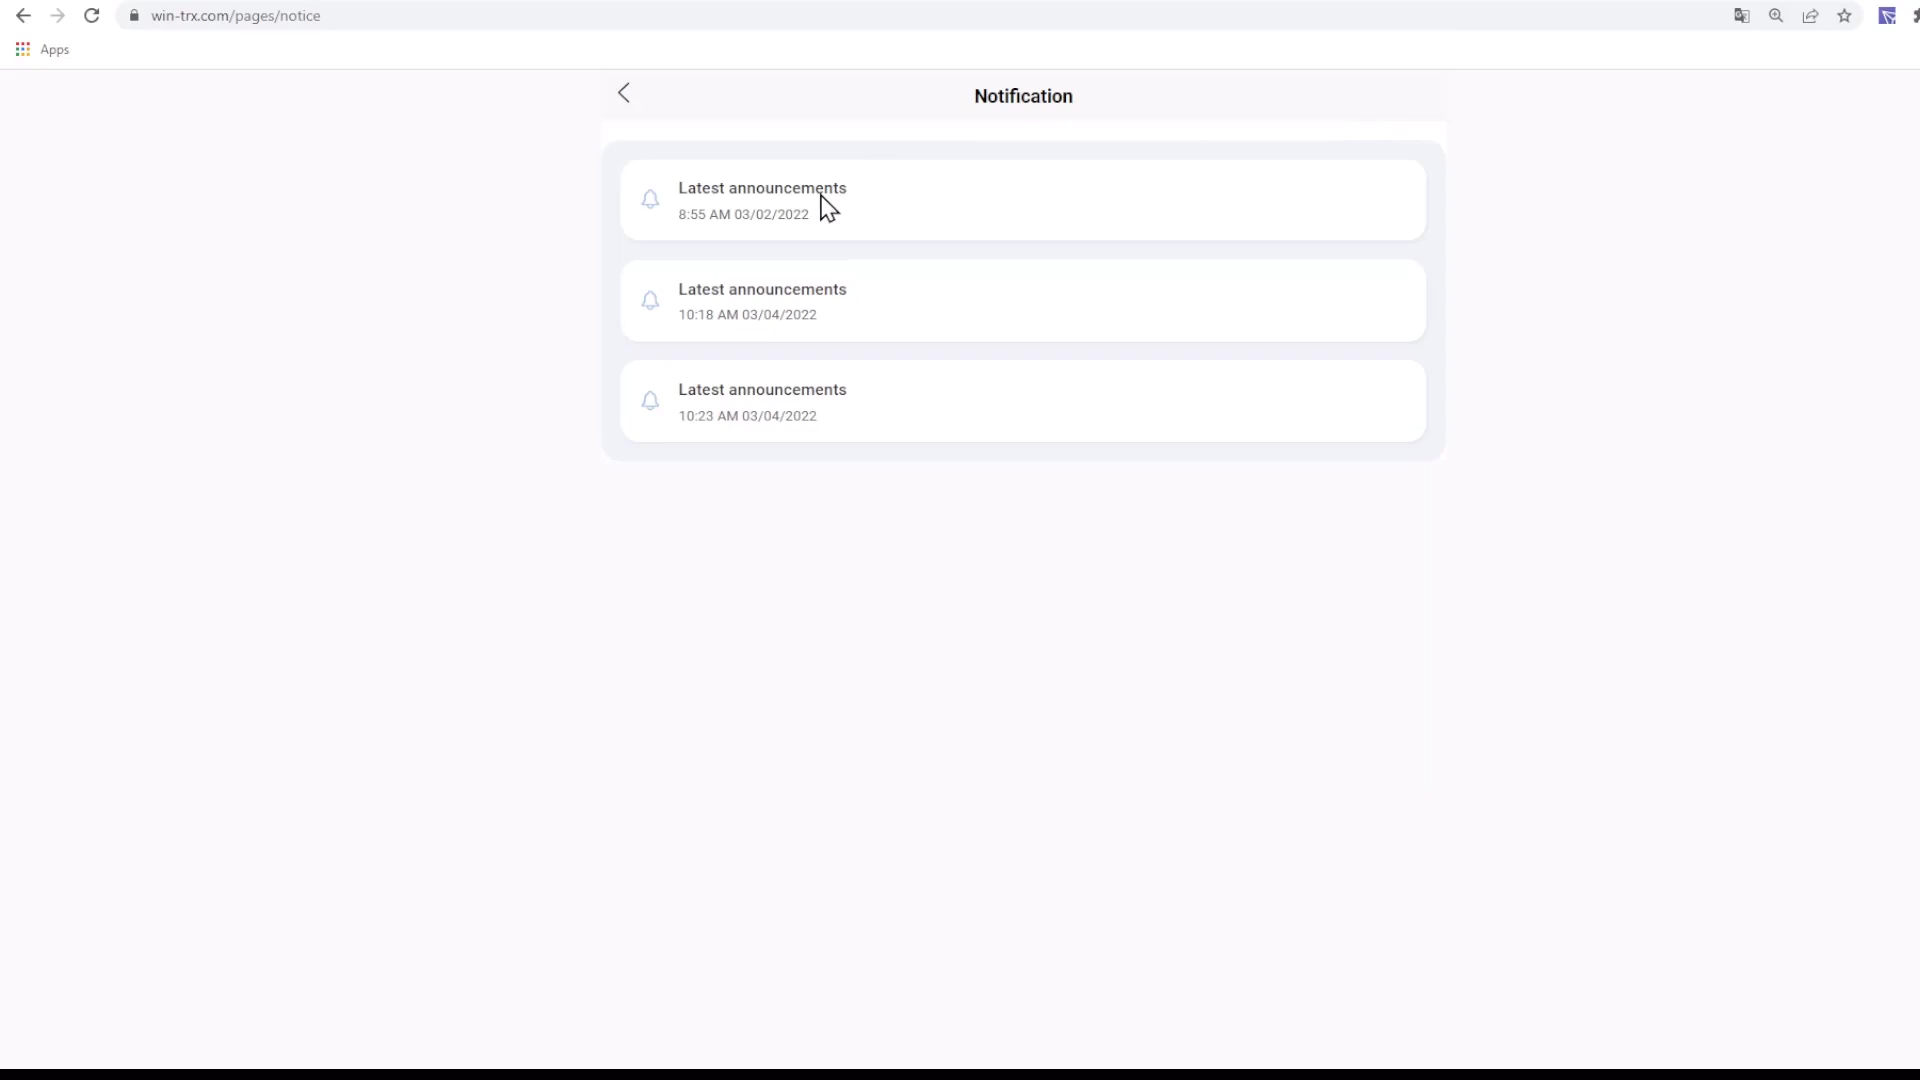 win-trx.com/pages/notice
Apps
Notification
Latest announcements
8:55 AM 03/02/2022
Latest announcements
10:18 AM 03/04/2022
Latest announcements
10:23 AM 03/04/2022